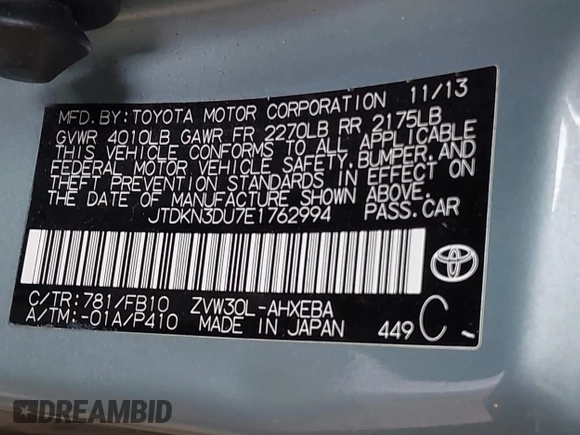 MFD. BY: TOYOTA MOTOR CORPORATION 11/13
GVWR 4010LB GAWR FR 2270LB RR 2175LB
THIS VEHICLE CONFORMS TO ALL APPLICABLE
FEDERAL MOTOR VEHICLE SAFETY, BUMPER, AND
THEFT PREVENTION STANDARDS IN EFFECT ON
THE DATE OF MANUFACTURE SHOWN ABOVE.
JTDKN3DU7E1762994 PASS. CAR
C/TR: 781/FB10 ZVW30L-AHXEBA
A/TM: -01A/P410 MADE IN JAPAN 449 C
DREAMBID